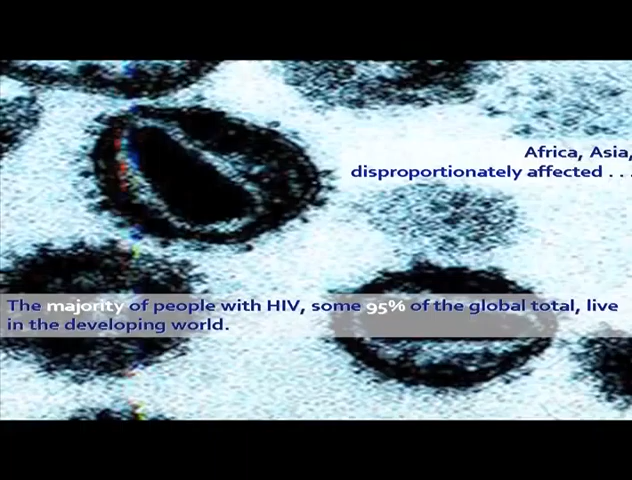 Africa, Asia,
disproportionately affected . . .
The majority of people with HIV, some 95% of the global total, live
in the developing world.